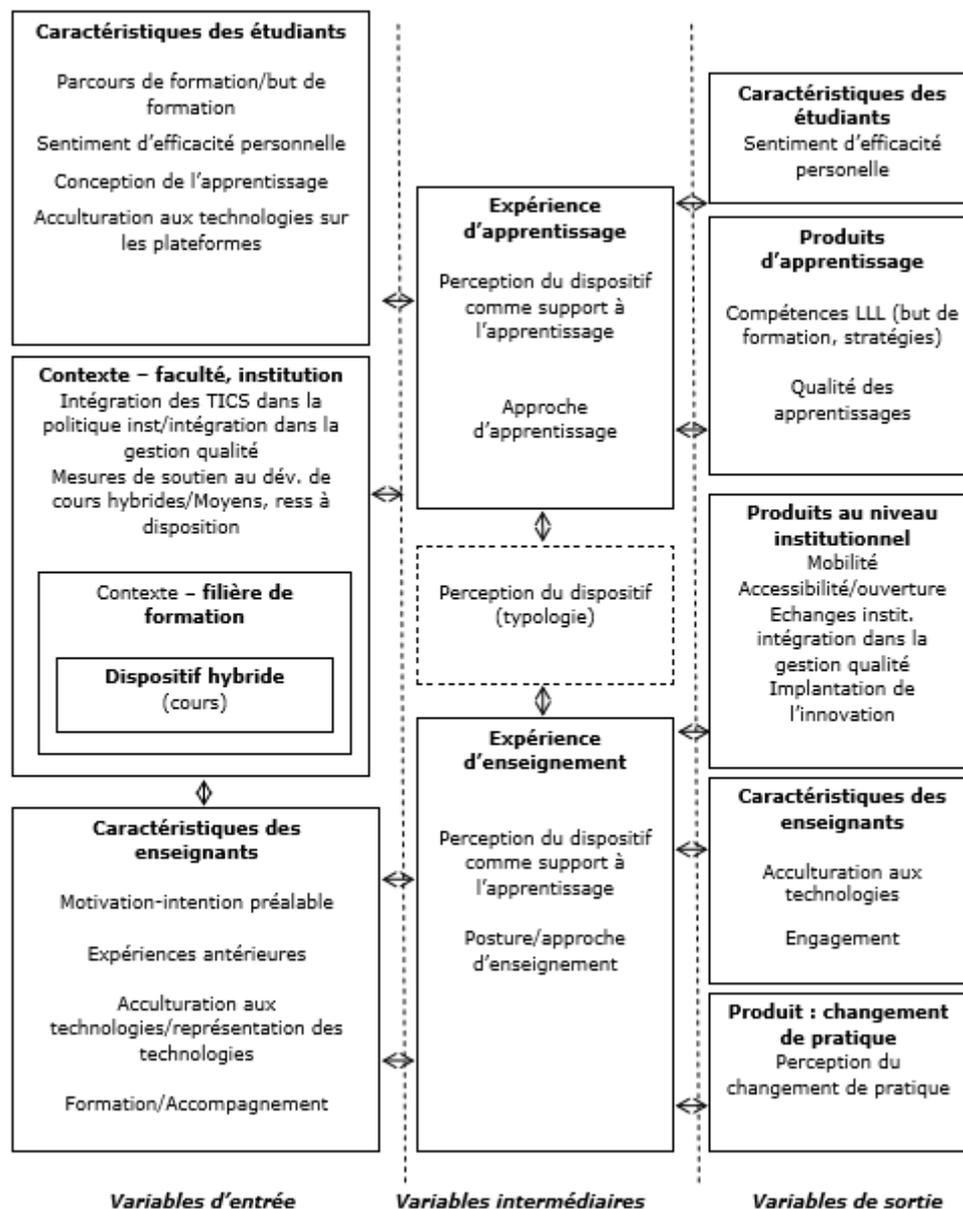 Caractéristiques des étudiants
Parcours de formation/but de
formation
Sentiment d'efficacité personnelle
Conception de l'apprentissage
Acculturation aux technologies sur
les plateformes
Contexte – faculté, institution
Intégration des TICS dans la
politique inst/intégration dans la
gestion qualité
Mesures de soutien au dév. de
cours hybrides/Moyens, ress à
disposition
Contexte – filière de
formation
Dispositif hybride
(cours)
Caractéristiques des
enseignants
Motivation-intention préalable
Expériences antérieures
Acculturation aux
technologies/représentation des
technologies
Formation/Accompagnement
Variables d'entrée
Expérience
d'apprentissage
Perception du dispositif
comme support à
l'apprentissage
Approche
d'apprentissage
Perception du dispositif
(typologie)
Expérience
d'enseignement
Perception du dispositif
comme support à
l'apprentissage
Posture/approche
d'enseignement
Variables intermédiaires
Caractéristiques des
étudiants
Sentiment d'efficacité
personelle
Produits
d'apprentissage
Compétences LLL (but de
formation, stratégies)
Qualité des
apprentissages
Produits au niveau
institutionnel
Mobilité
Accessibilité/ouverture
Echanges instit.
intégration dans la
gestion qualité
Implantation de
l'innovation
Caractéristiques des
enseignants
Acculturation aux
technologies
Engagement
Produit : changement
de pratique
Perception du
changement de pratique
Variables de sortie